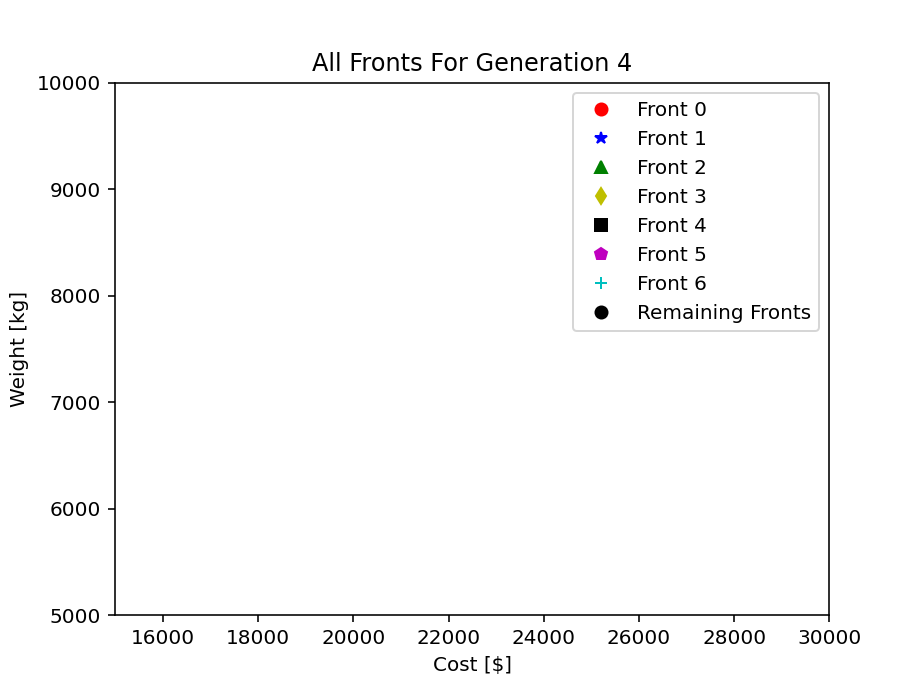 All Fronts For Generation 4
10000
9000
8000
7000
6000
5000
Weight [kg]
Front 0
Front 1
Front 2
Front 3
Front 4
Front 5
Front 6
Remaining Fronts
16000 18000 20000 22000 24000 26000 28000 30000
Cost [$]